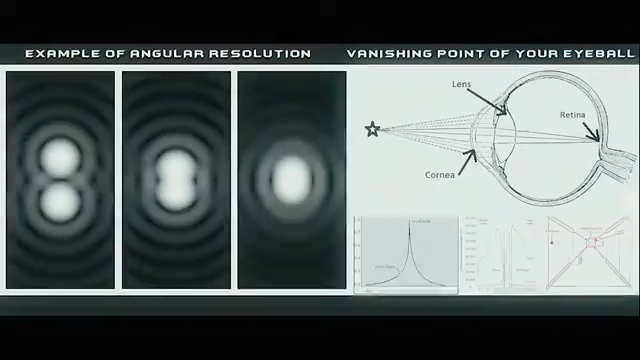 EXAMPLE OF ANGULAR RESOLUTION
VANISHING POINT OF YOUR EYEBALL
Lens
Retina
Cornea